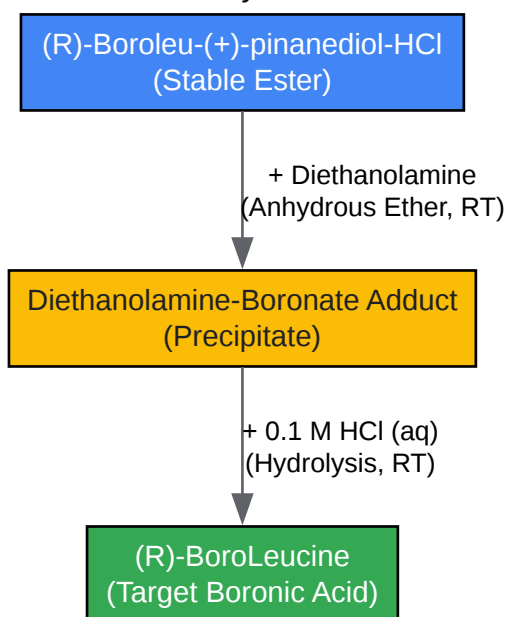 (R)-Boroleu-(+)-pinanediol-HCl
(Stable Ester)
+ Diethanolamine
(Anhydrous Ether, RT)
Diethanolamine-Boronate Adduct
(Precipitate)
+ 0.1 M HCl (aq)
(Hydrolysis, RT)
(R)-BoroLeucine
(Target Boronic Acid)